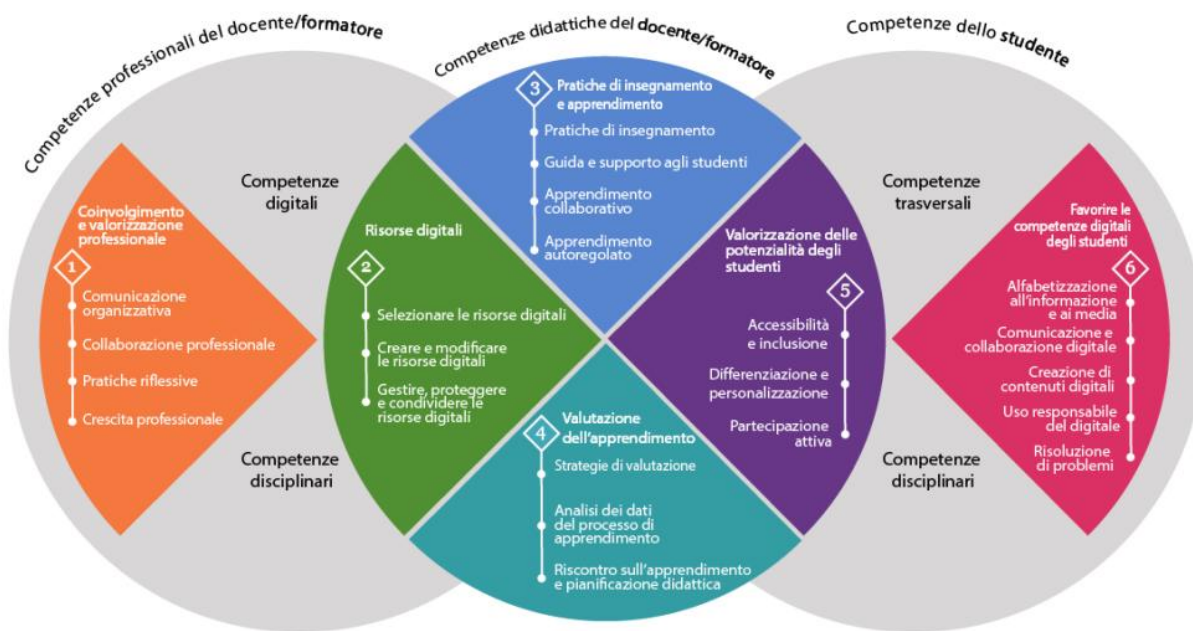 Competenze professionali del docente/formatore
Competenze didattiche del docente/formatore
Competenze dello studente
Competenze
digitali
Competenze
disciplinari
Coinvolgimento
e valorizzazione
professionale
1
Comunicazione
organizzativa
Collaborazione professionale
Pratiche riflessive
Crescita professionale
Risorse digitali
2
Selezionare le risorse digitali
Creare e modificare
le risorse digitali
Gestire, proteggere
e condividere le
risorse digitali
3
Pratiche di insegnamento
e apprendimento
Pratiche di insegnamento
Guida e supporto agli studenti
Apprendimento
collaborativo
Apprendimento
autoregolato
4
Valutazione
dell'apprendimento
Strategie di valutazione
Analisi dei dati
del processo di
apprendimento
Riscontro sull'apprendimento
e pianificazione didattica
Valorizzazione delle
potenzialità degli
studenti
5
Accessibilità
e inclusione
Differenziazione e
personalizzazione
Partecipazione
attiva
Competenze
trasversali
Competenze
disciplinari
Favorire le
competenze digitali
degli studenti
6
Alfabetizzazione
all'informazione
e ai media
Comunicazione e
collaborazione digitale
Creazione di
contenuti digitali
Uso responsabile
del digitale
Risoluzione
di problemi